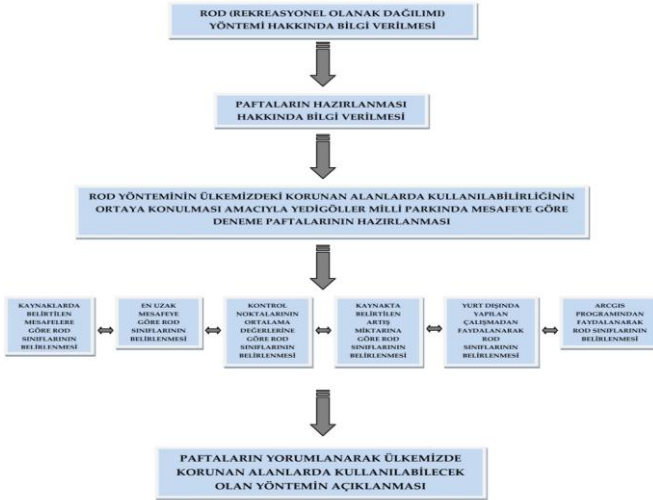 ROD (REKREASYONEL OLANAK DAĞILIMI)
YÖNTEMİ HAKKINDA BİLGİ VERİLMESİ
PAFTALARIN HAZIRLANMASI
HAKKINDA BİLGİ VERİLMESİ
ROD YÖNTEMİNİN ÜLKEMİZDEKİ KORUNAN ALANLARDA KULLANILABİLİRLİĞİNİN
ORTAYA KONULMASI AMACIYLA YEDİGÖLLER MİLLİ PARKINDA MESAFEYE GÖRE
DENEME PAFTALARININ HAZIRLANMASI
KAYNAKLARDA
BELİRTİLEN
MESAFELERE
GÖRE ROD
SINIFLARININ
BELİRLENMESİ
EN UZAK
MESAFEYE
GÖRE ROD
SINIFLARININ
BELİRLENMESİ
KONTROL
NOKTALARININ
ORTALAMA
DEĞERLERİNE
GÖRE ROD
SINIFLARININ
BELİRLENMESİ
KAYNAKTA
BELİRTİLEN
ARTIŞ
MİKTARINA
GÖRE ROD
SINIFLARININ
BELİRLENMESİ
YURT DIŞINDA
YAPILAN
ÇALIŞMADAN
FAYDALANARAK
ROD
SINIFLARININ
BELİRLENMESİ
ARCGIS
PROGRAMINDAN
FAYDALANARAK
ROD SINIFLARININ
BELİRLENMESİ
PAFTALARIN YORUMLANARAK ÜLKEMİZDE
KORUNAN ALANLARDA KULLANILABİLECEK
OLAN YÖNTEMİN AÇIKLANMASI